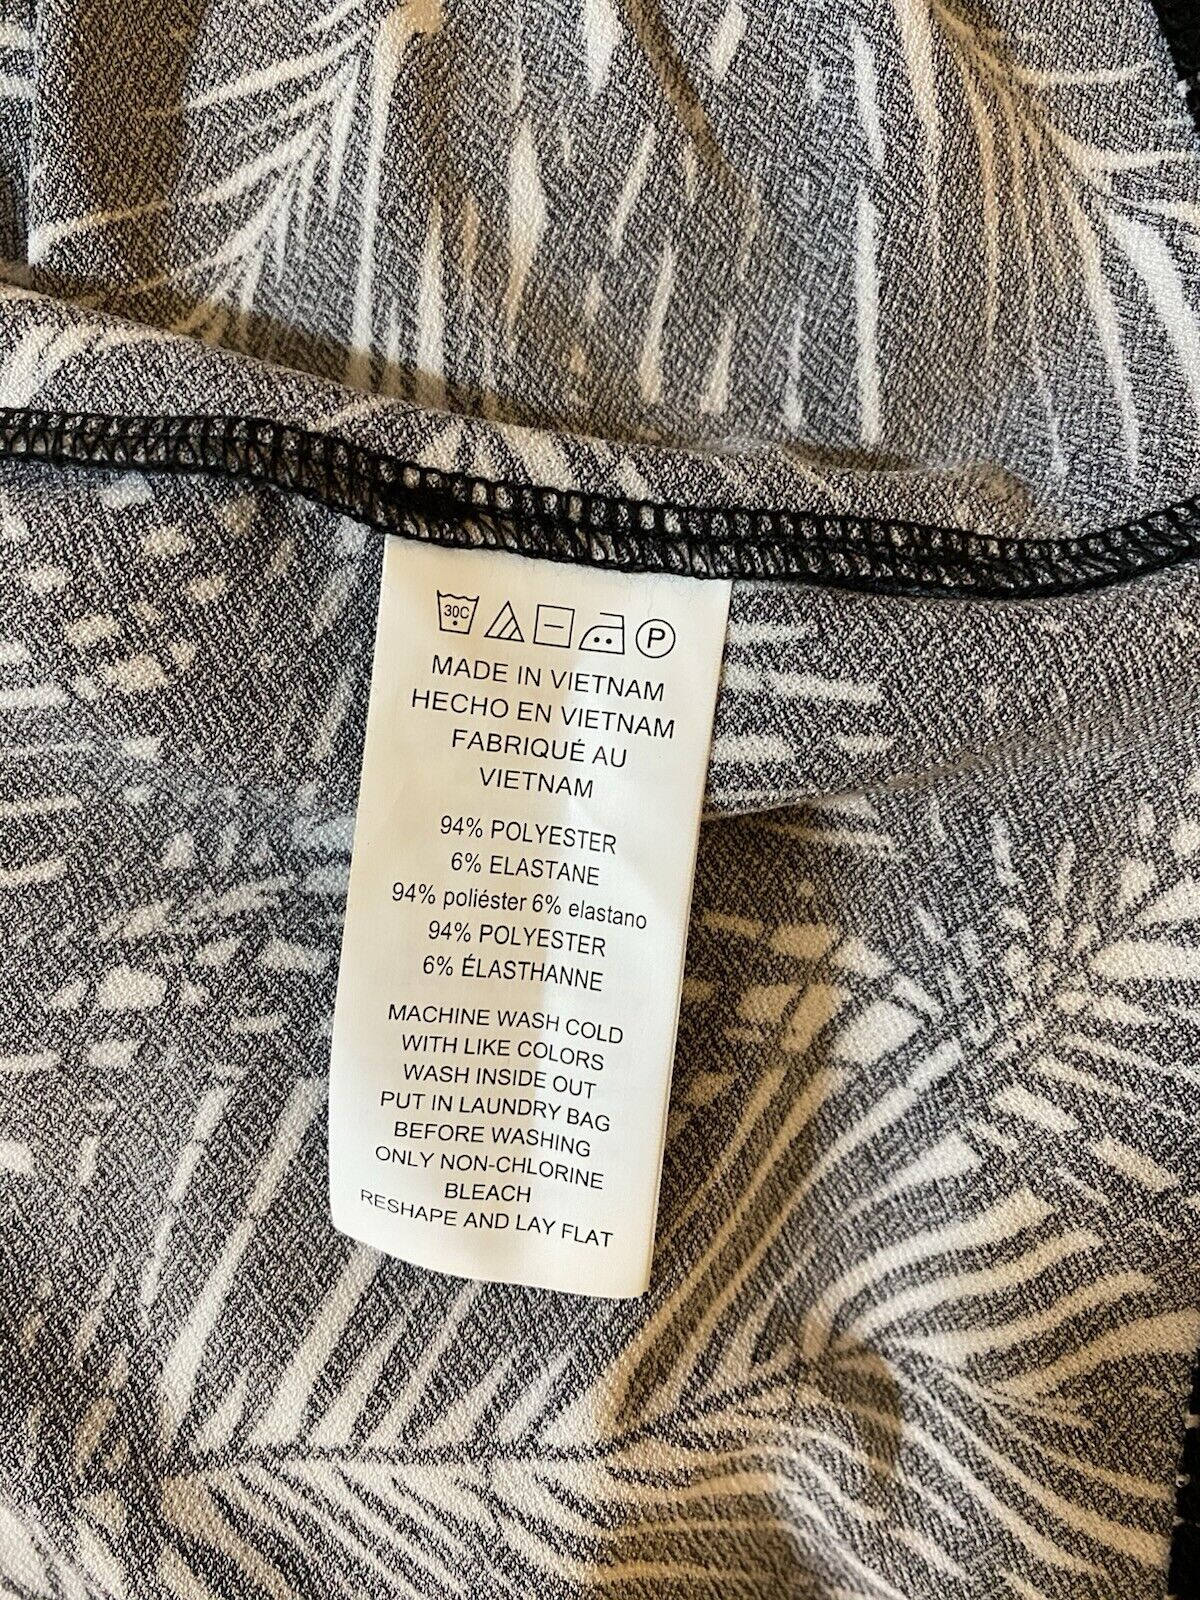 30C P
MADE IN VIETNAM
HECHO EN VIETNAM
FABRIQUÉ AU
VIETNAM
94% POLYESTER
6% ELASTANE
94% poliéster 6% elastano
94% POLYESTER
6% ÉLASTHANNE
MACHINE WASH COLD
WITH LIKE COLORS
WASH INSIDE OUT
PUT IN LAUNDRY BAG
BEFORE WASHING
ONLY NON-CHLORINE
BLEACH
RESHAPE AND LAY FLAT